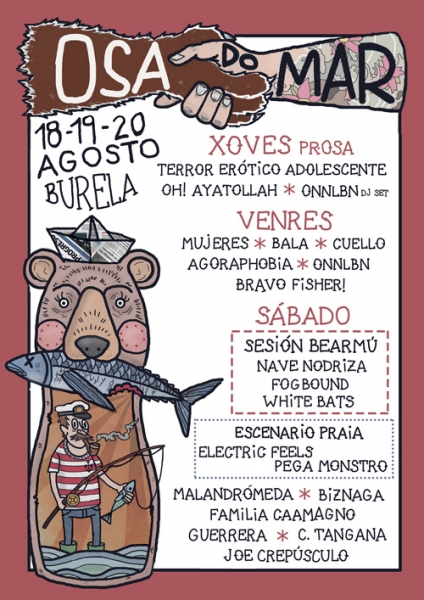 OSA DO MAR
18-19-20
AGOSTO
BURELA
PROGRES
XOVES PROSA
TERROR ERÓTICO ADOLESCENTE
OH! AYATOLLAH * ONNLBN DJ SET
VENRES
MUJERES * BALA * CUELLO
AGORAPHOBIA * ONNLBN
BRAVO FISHER!
SÁBADO
SESIÓN BEARMÚ
NAVE NODRIZA
FOGBOUND
WHITE BATS
ESCENARIO PRAIA
ELECTRIC FEELS
PEGA MONSTRO
MALANDRÓMEDA * BIZNAGA
FAMILIA CAAMAGNO
GUERRERA * C. TANGANA
JOE CREPÚSCULO